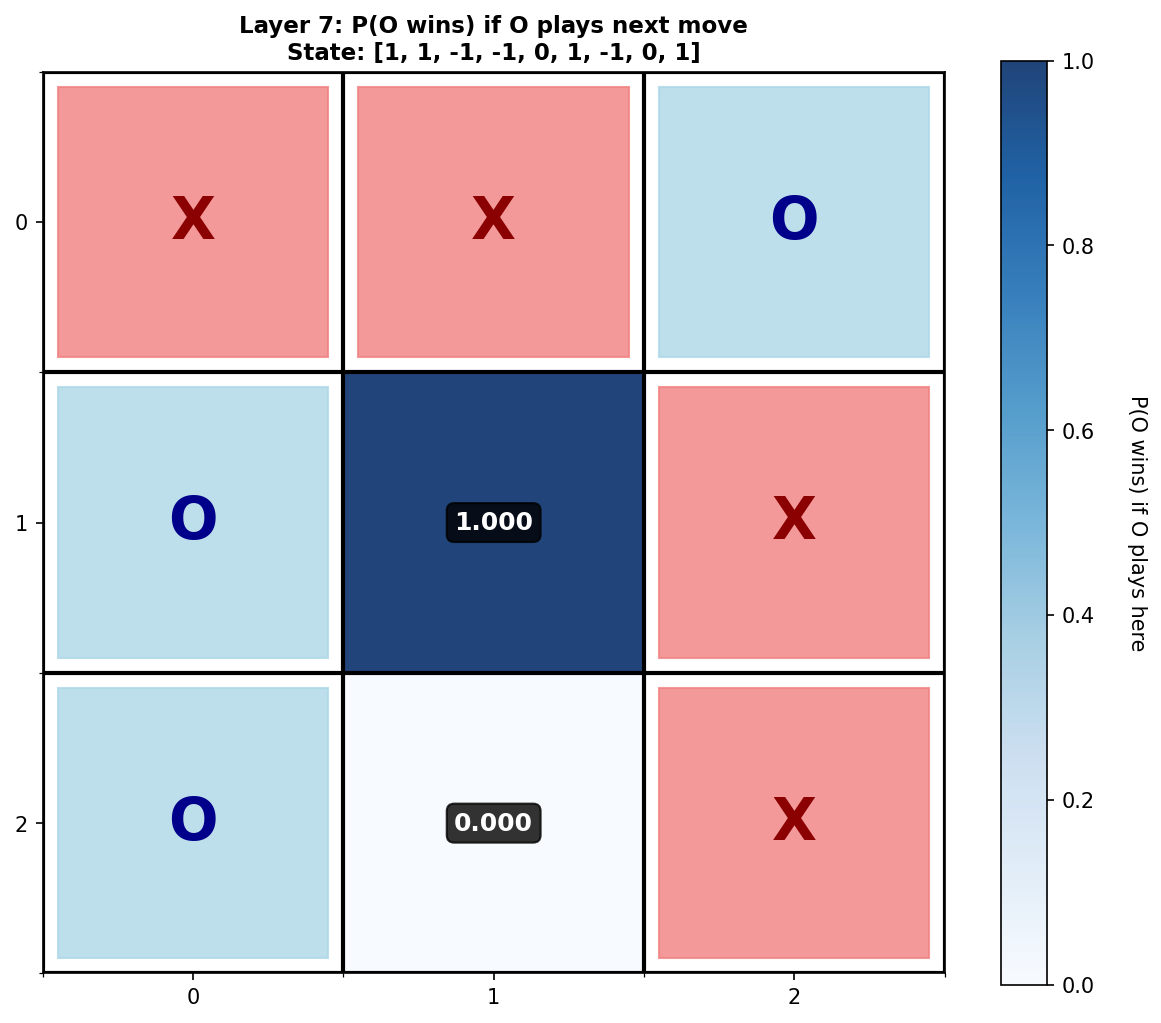 Layer 7: P(O wins) if O plays next move
State: [1, 1, -1, -1, 0, 1, -1, 0, 1]
X X O
O 1.000 X
O 0.000 X
0
1
2
0 1 2
1.0
0.8
0.6
0.4
0.2
0.0
P(O wins) if O plays here